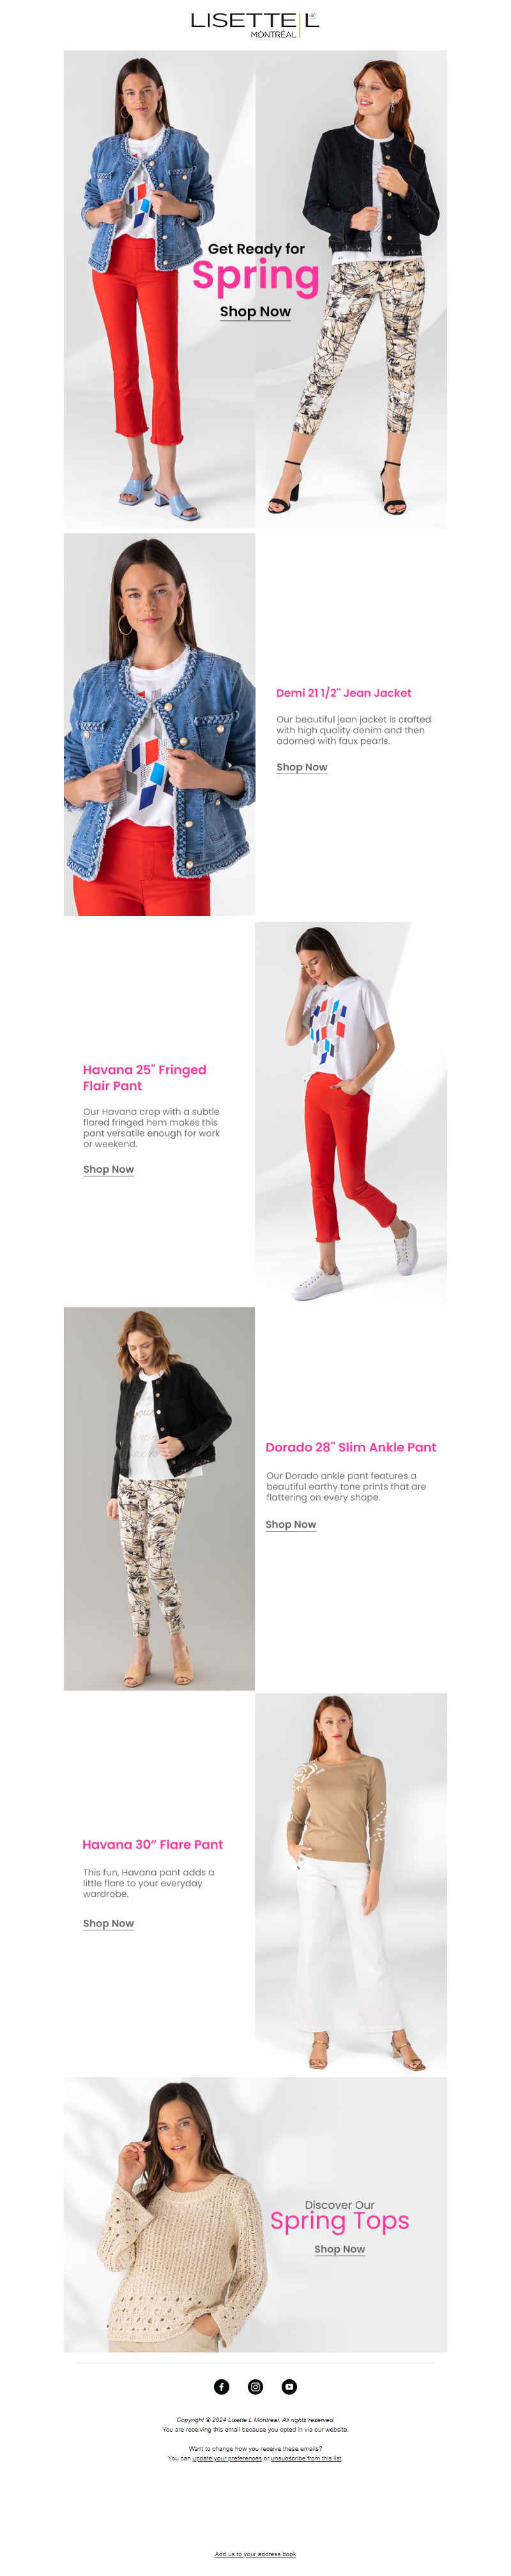 LISETTE L
MONTRÉAL
Get Ready for
Spring
Shop Now
Demi 21 1/2" Jean Jacket
Our beautiful jean jacket is crafted
with high quality denim and then
adorned with faux pearls.
Shop Now
Havana 25" Fringed
Flair Pant
Our Havana crop with a subtle
flared fringed hem makes this
pant versatile enough for work
or weekend.
Shop Now
Dorado 28" Slim Ankle Pant
Our Dorado ankle pant features a
beautiful earthy tone prints that are
flattering on every shape.
Shop Now
Havana 30" Flare Pant
This fun, Havana pant adds a
little flare to your everyday
wardrobe.
Shop Now
Discover Our
Spring Tops
Shop Now
Copyright © 2024 Lisette L Montreal, All rights reserved.
You are receiving this email because you opted in via our website.
Want to change how you receive these emails?
You can update your preferences or unsubscribe from this list.
Add us to your address book